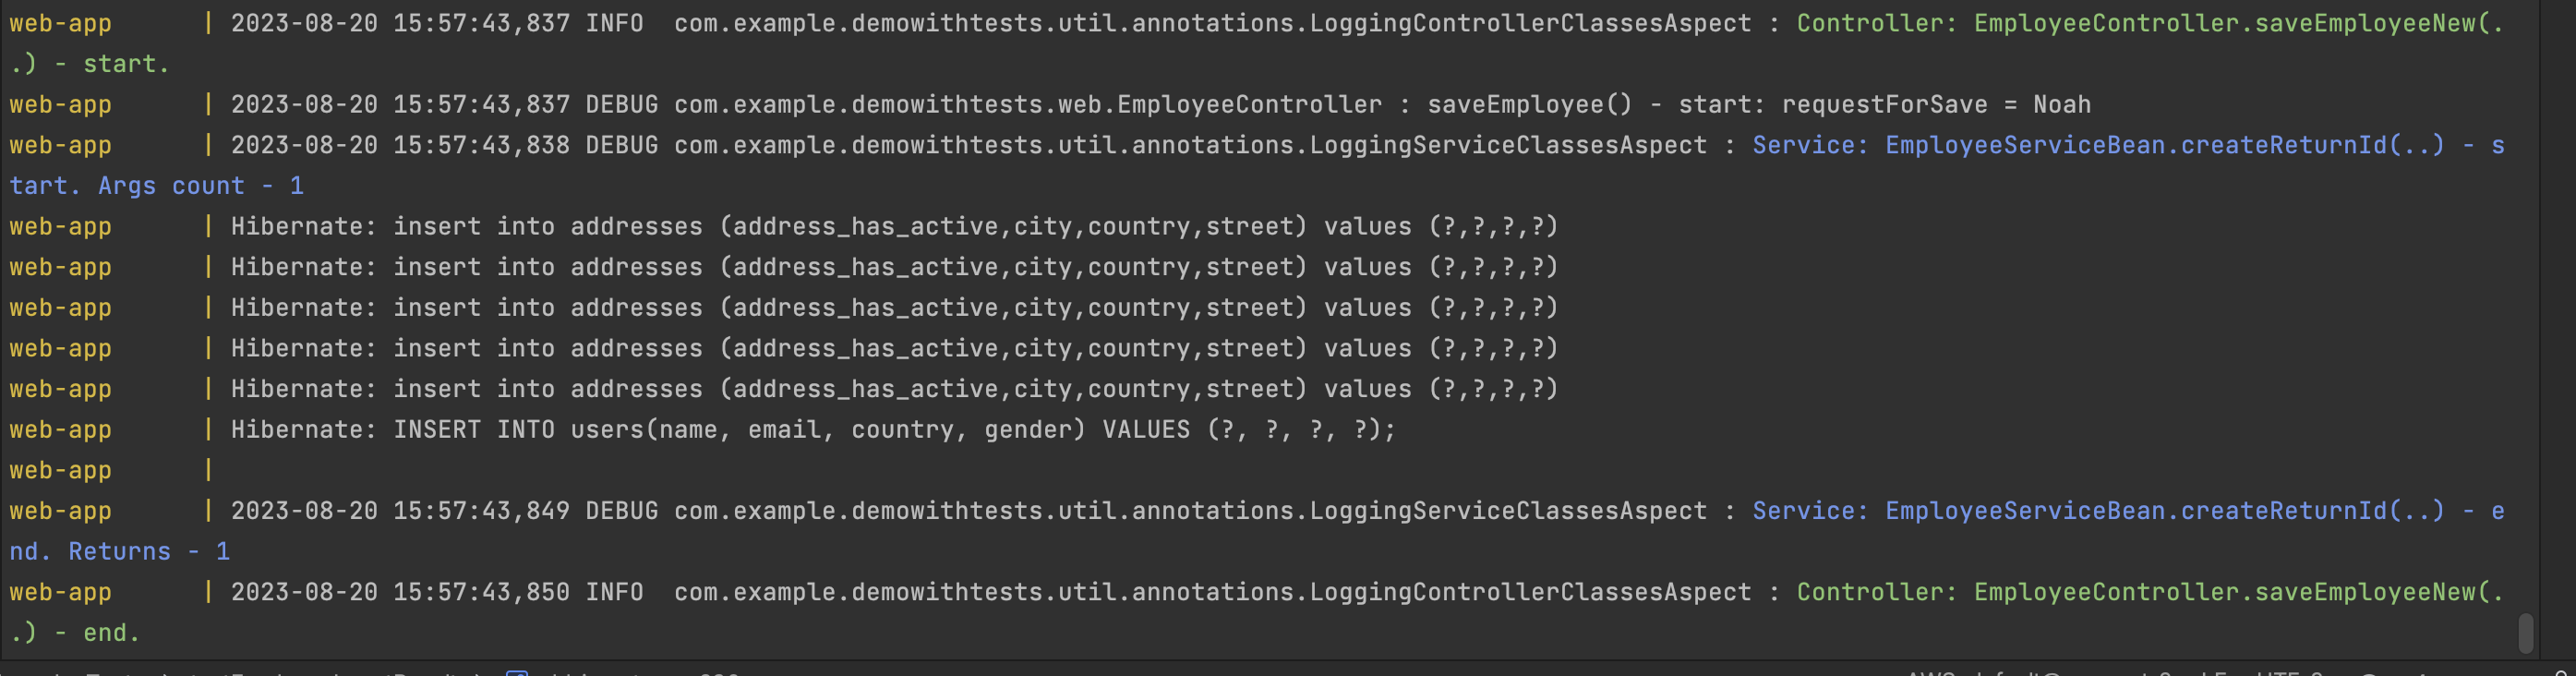 web-app      | 2023-08-20 15:57:43,837 INFO  com.example.demowithtests.util.annotations.LoggingControllerClassesAspect : Controller: EmployeeController.saveEmployeeNew(.
.) - start.
web-app      | 2023-08-20 15:57:43,837 DEBUG com.example.demowithtests.web.EmployeeController : saveEmployee() - start: requestForSave = Noah
web-app      | 2023-08-20 15:57:43,838 DEBUG com.example.demowithtests.util.annotations.LoggingServiceClassesAspect : Service: EmployeeServiceBean.createReturnId(..) - s
tart. Args count - 1
web-app      | Hibernate: insert into addresses (address_has_active,city,country,street) values (?,?,?,?)
web-app      | Hibernate: insert into addresses (address_has_active,city,country,street) values (?,?,?,?)
web-app      | Hibernate: insert into addresses (address_has_active,city,country,street) values (?,?,?,?)
web-app      | Hibernate: insert into addresses (address_has_active,city,country,street) values (?,?,?,?)
web-app      | Hibernate: insert into addresses (address_has_active,city,country,street) values (?,?,?,?)
web-app      | Hibernate: INSERT INTO users(name, email, country, gender) VALUES (?, ?, ?, ?);
web-app      |
web-app      | 2023-08-20 15:57:43,849 DEBUG com.example.demowithtests.util.annotations.LoggingServiceClassesAspect : Service: EmployeeServiceBean.createReturnId(..) - e
nd. Returns - 1
web-app      | 2023-08-20 15:57:43,850 INFO  com.example.demowithtests.util.annotations.LoggingControllerClassesAspect : Controller: EmployeeController.saveEmployeeNew(.
.) - end.